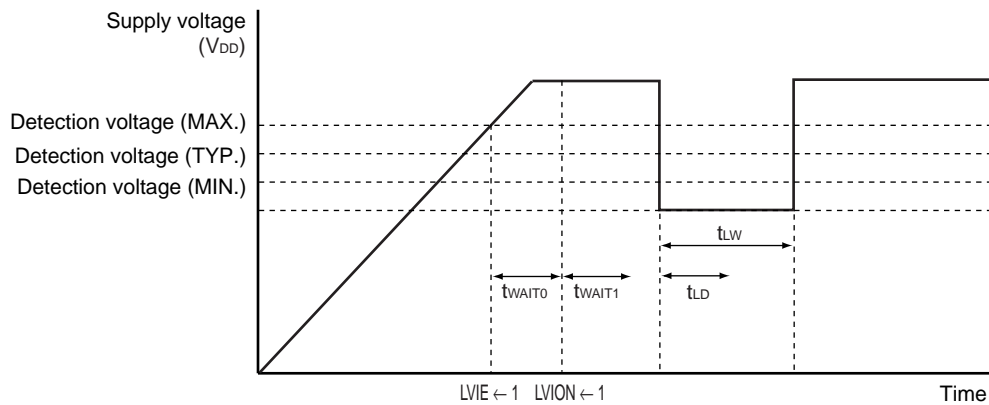 Supply voltage
(VDD)
Detection voltage (MAX.)
Detection voltage (TYP.)
Detection voltage (MIN.)
tLW
tWAIT0 tWAIT1 tLD
LVIE ← 1 LVION ← 1 Time